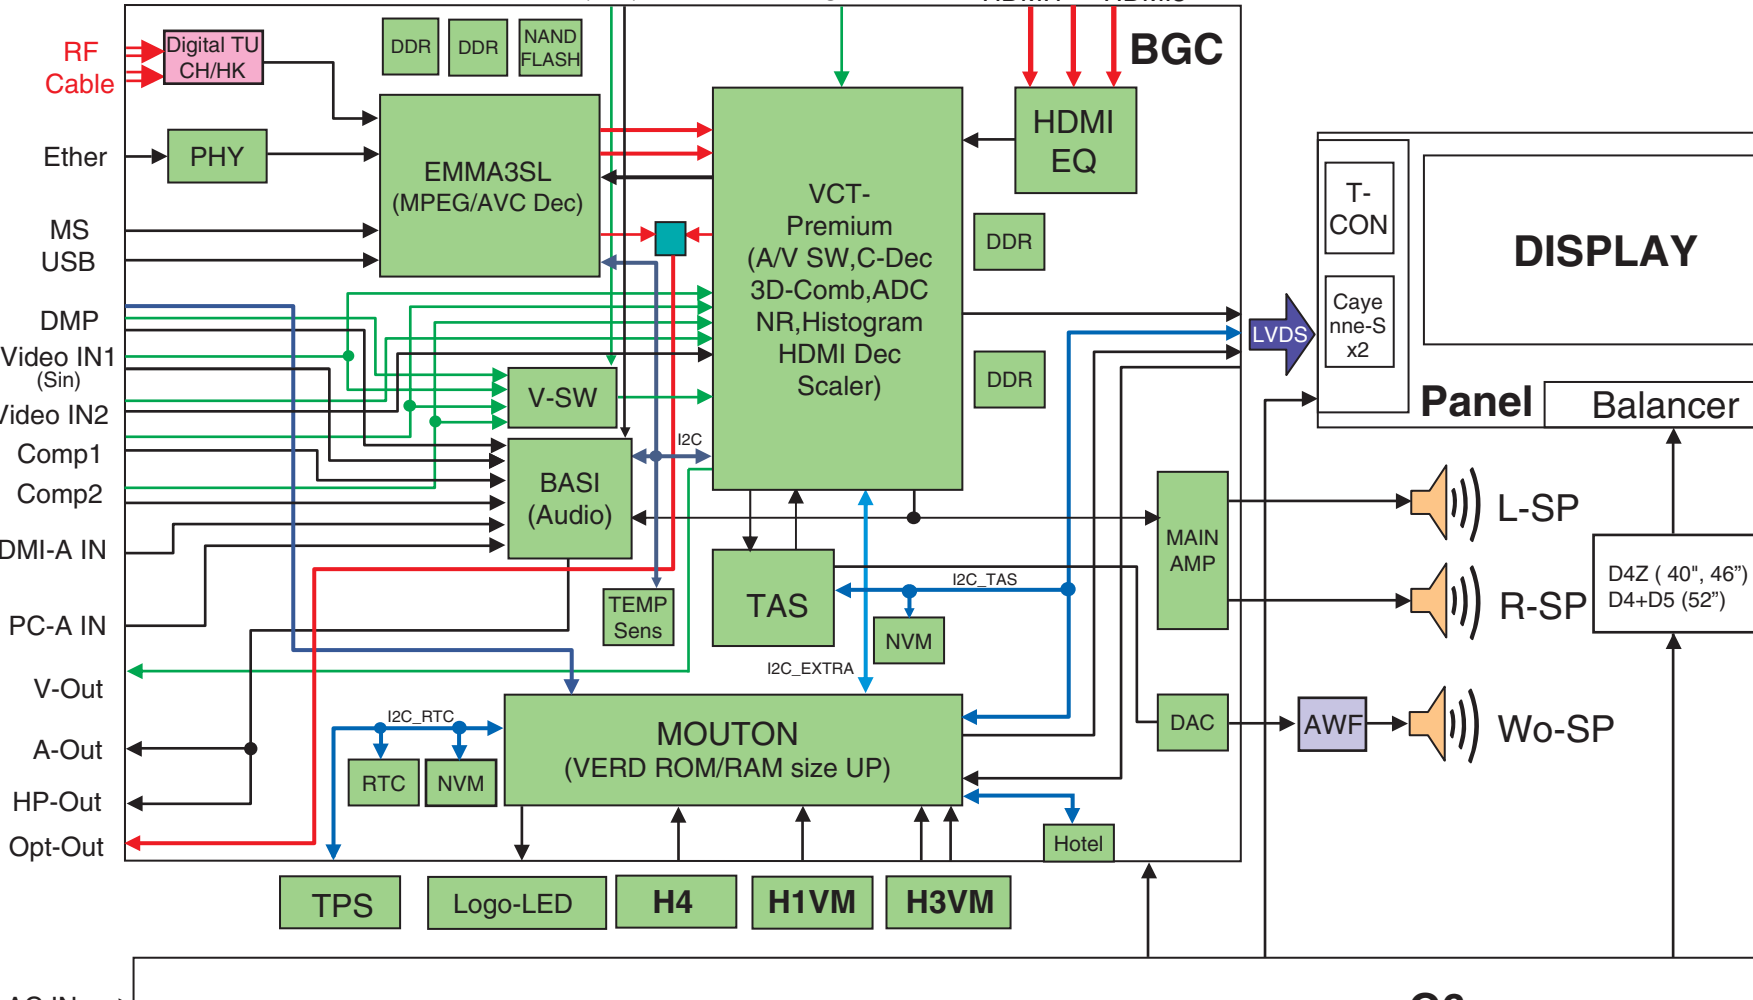 BGC
RF
Cable
Digital TU
CH/HK
DDR
DDR
NAND
FLASH
HDMI
EQ
Ether
PHY
EMMA3SL
(MPEG/AVC Dec)
VCT-
Premium
(A/V SW,C-Dec
3D-Comb,ADC
NR,Histogram
HDMI Dec
Scaler)
T-
CON
DISPLAY
MS
USB
DDR
Caye
nne-S
x2
DMP
LVDS
Video IN1
(Sin)
V-SW
DDR
Panel
Balancer
Video IN2
I2C
Comp1
Comp2
BASI
(Audio)
MAIN
AMP
L-SP
DMI-A IN
D4Z ( 40", 46”)
D4+D5 (52”)
I2C_TAS
TAS
TEMP
Sens
R-SP
PC-A IN
NVM
I2C_EXTRA
V-Out
I2C_RTC
MOUTON
(VERD ROM/RAM size UP)
DAC
AWF
Wo-SP
A-Out
RTC
NVM
HP-Out
Opt-Out
Hotel
TPS
Logo-LED
H4
H1VM
H3VM